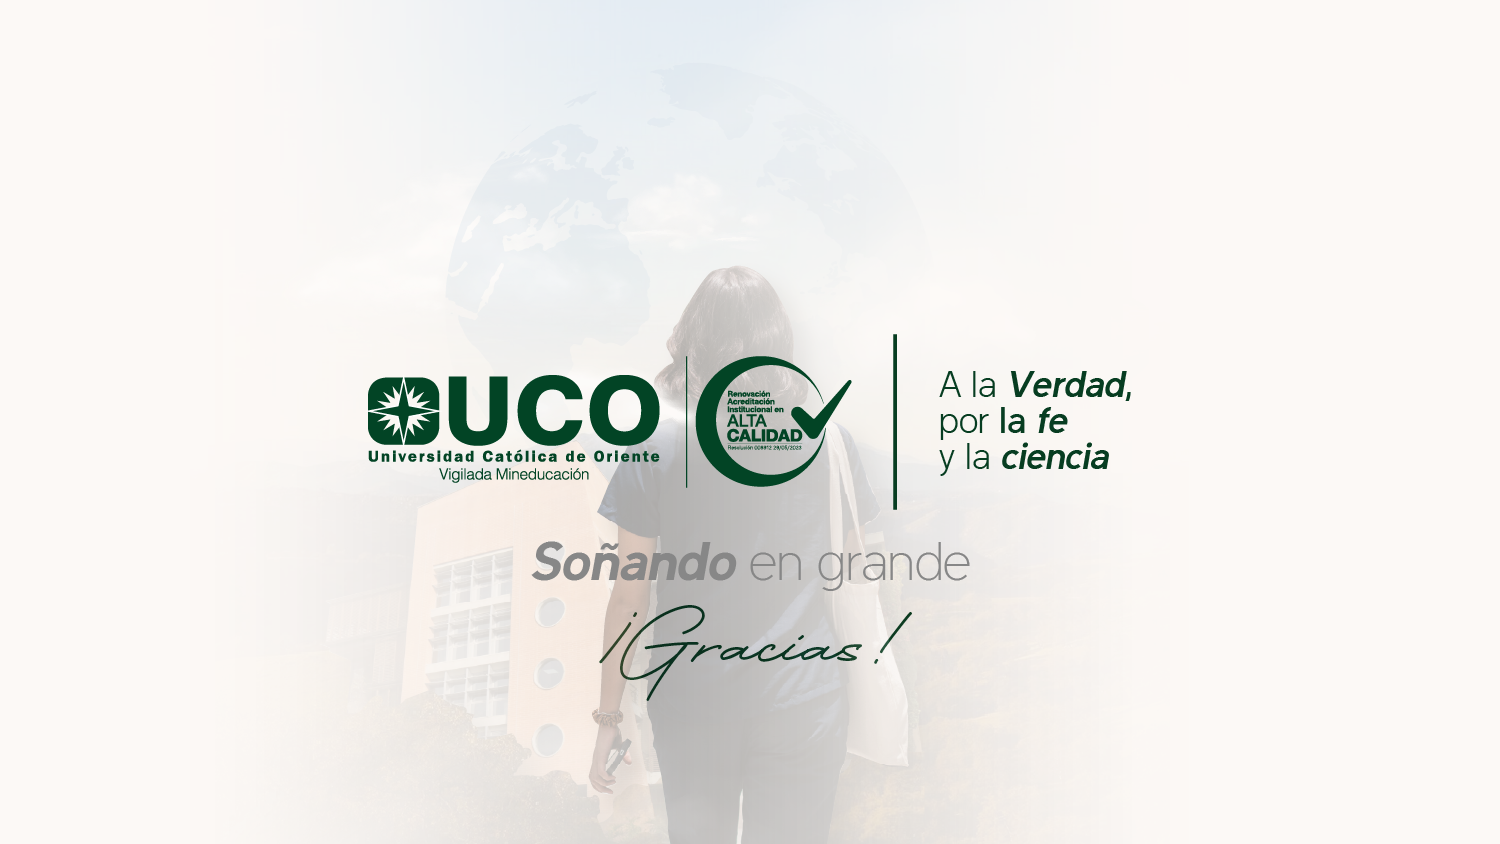 UCO
Universidad Católica de Oriente
Vigilada Mineducación
Renovación
Acreditación
Institucional en
ALTA
CALIDAD
A la Verdad,
por la fe
y la ciencia
Soñando en grande
¡Gracias!